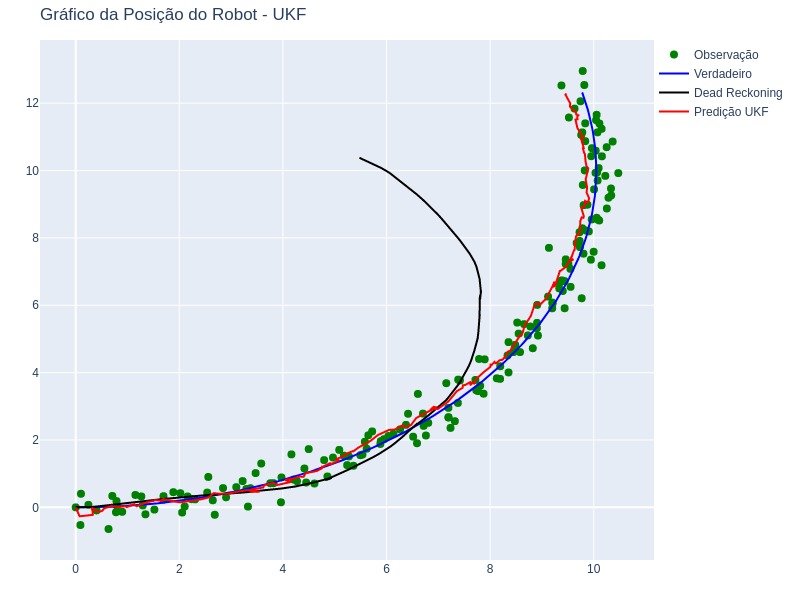 Gráfico da Posição do Robot - UKF
Observação
Verdadeiro
Dead Reckoning
Predição UKF
12
10
8
6
4
2
0
0 2 4 6 8 10